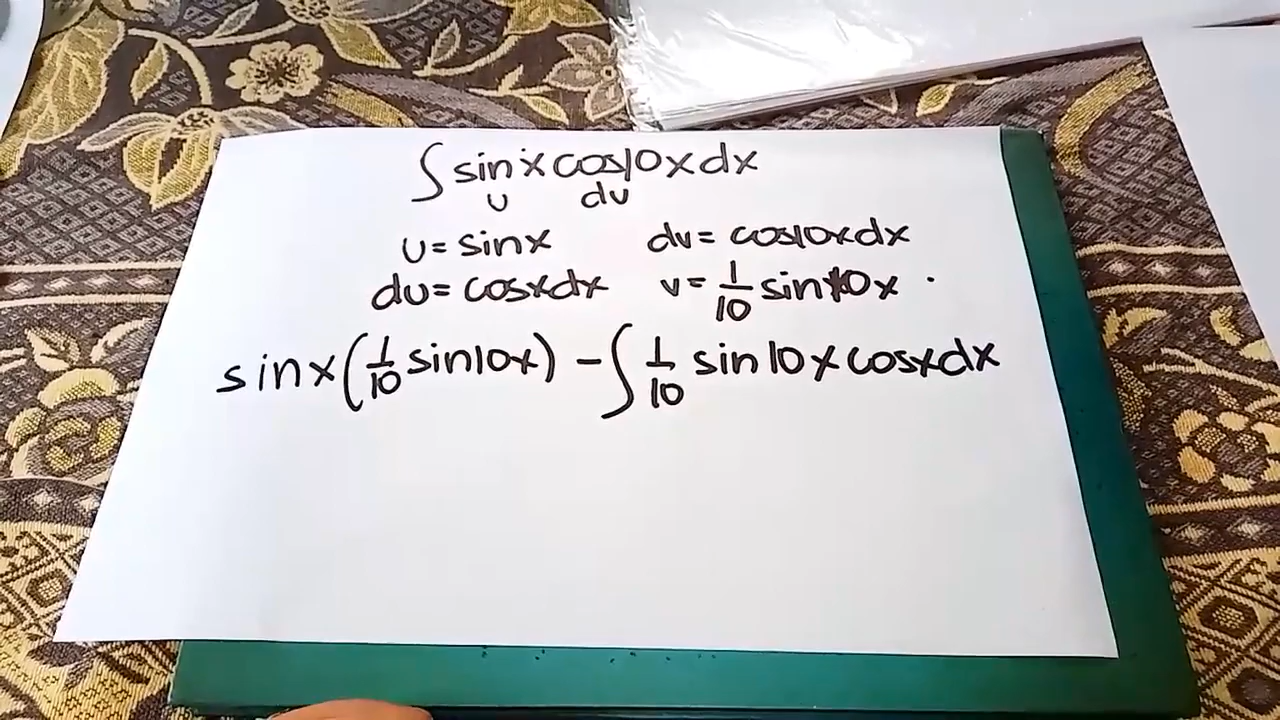 ∫ sinx cos10x dx
u dv
u = sinx dv = cos10x dx
du = cosx dx v = 1/10 sin10x .
sinx (1/10 sin10x) - ∫ 1/10 sin10x cosx dx